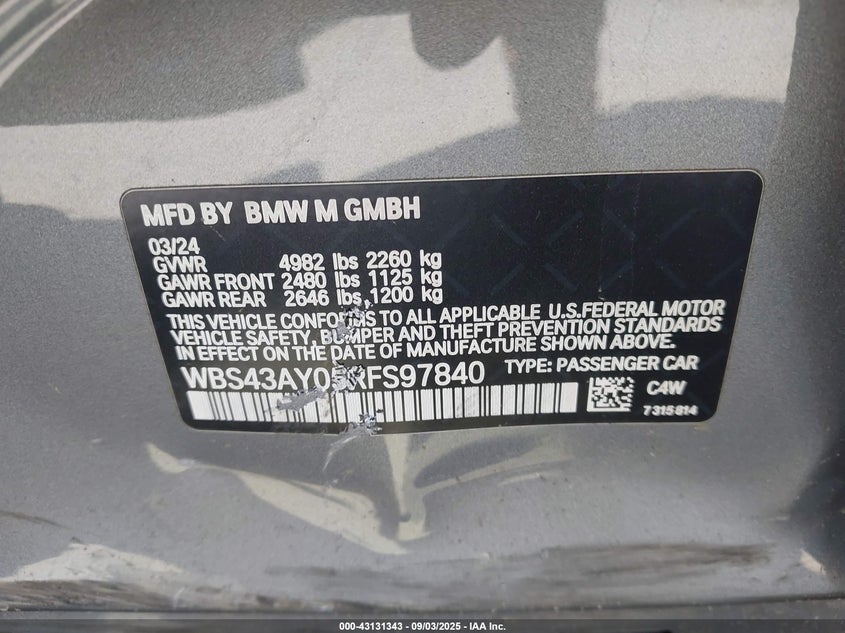 MFD BY BMW M GMBH
03/24
GVWR 4982 lbs 2260 kg
GAWR FRONT 2480 lbs 1125 kg
GAWR REAR 2646 lbs 1200 kg
THIS VEHICLE CONFORMS TO ALL APPLICABLE U.S.FEDERAL MOTOR
VEHICLE SAFETY, BUMPER AND THEFT PREVENTION STANDARDS
IN EFFECT ON THE DATE OF MANUFACTURE SHOWN ABOVE.
WBS43AY05RFS97840 TYPE: PASSENGER CAR
C4W
7315814
000-43131343 - 09/03/2025 - IAA Inc.